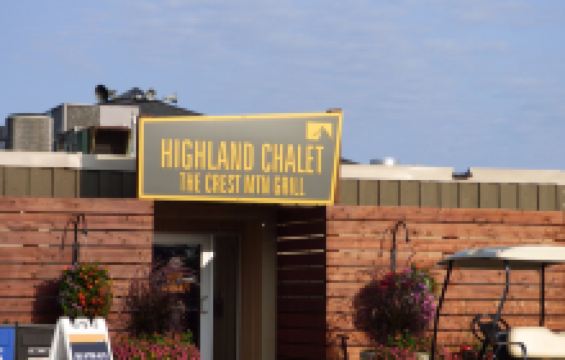 HIGHLAND CHALET
THE CREST MTN GRILL